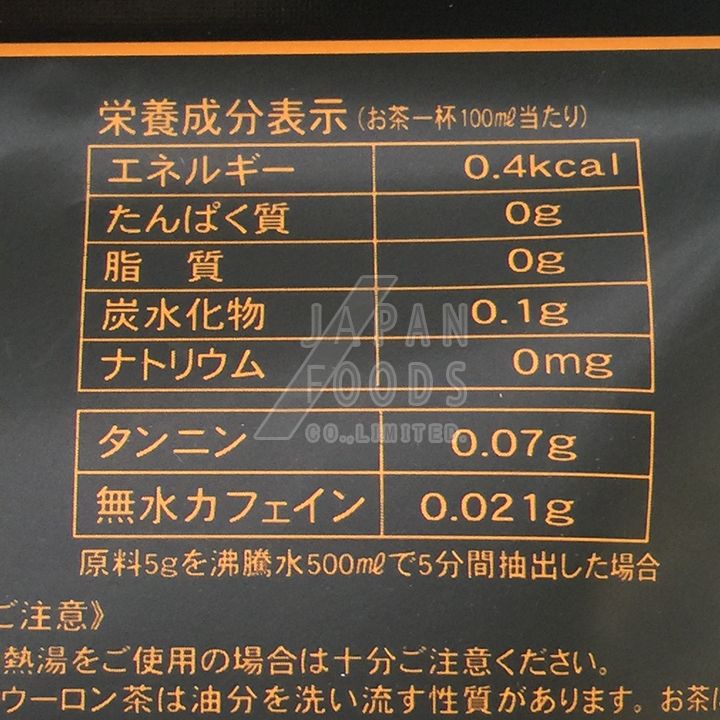 栄養成分表示(お茶一杯100㎖当たり)
エネルギー 0.4kcal
たんぱく質 0g
脂 質 0g
炭水化物 0.1g
ナトリウム 0mg
JAPAN
FOODS
CO.,LIMITED.
タンニン 0.07g
無水カフェイン 0.021g
原料5gを沸騰水500㎖で5分間抽出した場合
ご注意》
熱湯をご使用の場合は十分ご注意ください。
ウーロン茶は油分を洗い流す性質があります。お茶は